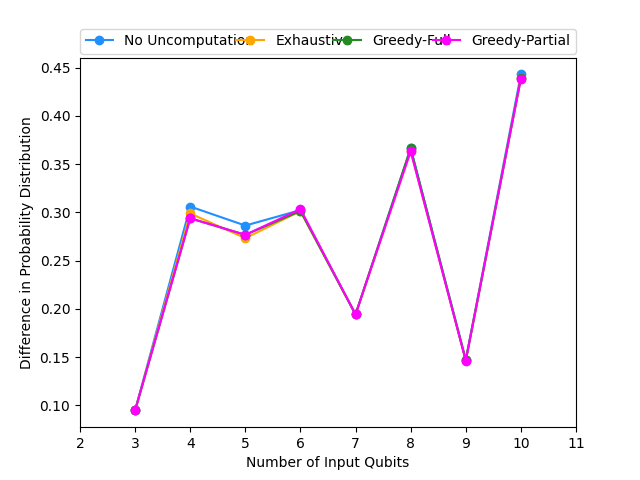 No Uncomputation Exhaustive Greedy-Full Greedy-Partial
0.45
0.40
0.35
0.30
0.25
0.20
0.15
0.10
Difference in Probability Distribution
2 3 4 5 6 7 8 9 10 11
Number of Input Qubits